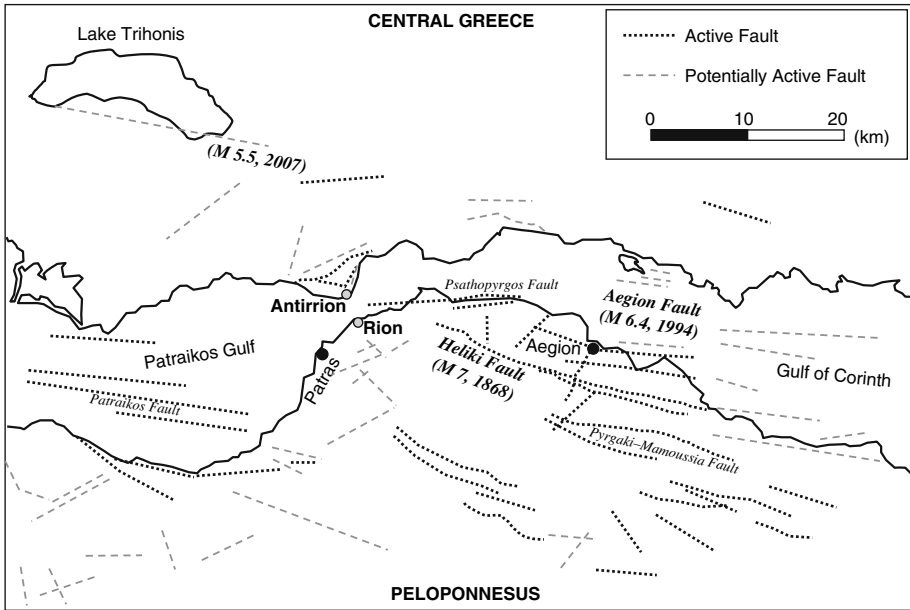 CENTRAL GREECE
Lake Trihonis
Active Fault
Potentially Active Fault
0 10 20
(km)
(M 5.5, 2007)
Psathopyrgos Fault
Antirrion
Rion
Aegion Fault
(M 6.4, 1994)
Patraikos Gulf
Patras
Heliki Fault
(M 7, 1868)
Aegion
Gulf of Corinth
Patraikos Fault
Pyrgaki–Mamoussia Fault
PELOPONNESUS